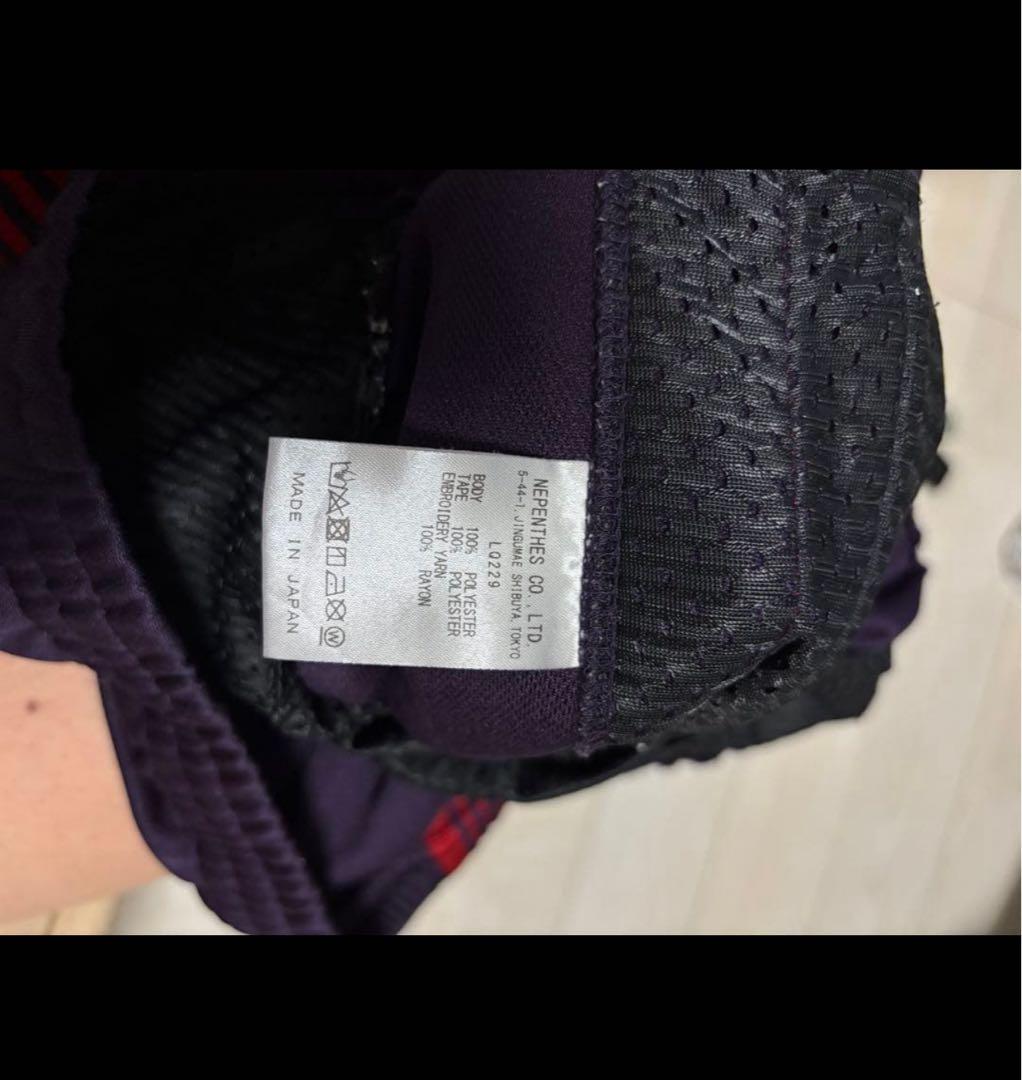 NEPENTHES CO.,LTD.
5-44-1,JINGUMAE SHIBUYA,TOKYO
LQ229
BODY 100% POLYESTER
TAPE 100% POLYESTER
EMBROIDERY YARN
100% RAYON
W
MADE IN JAPAN